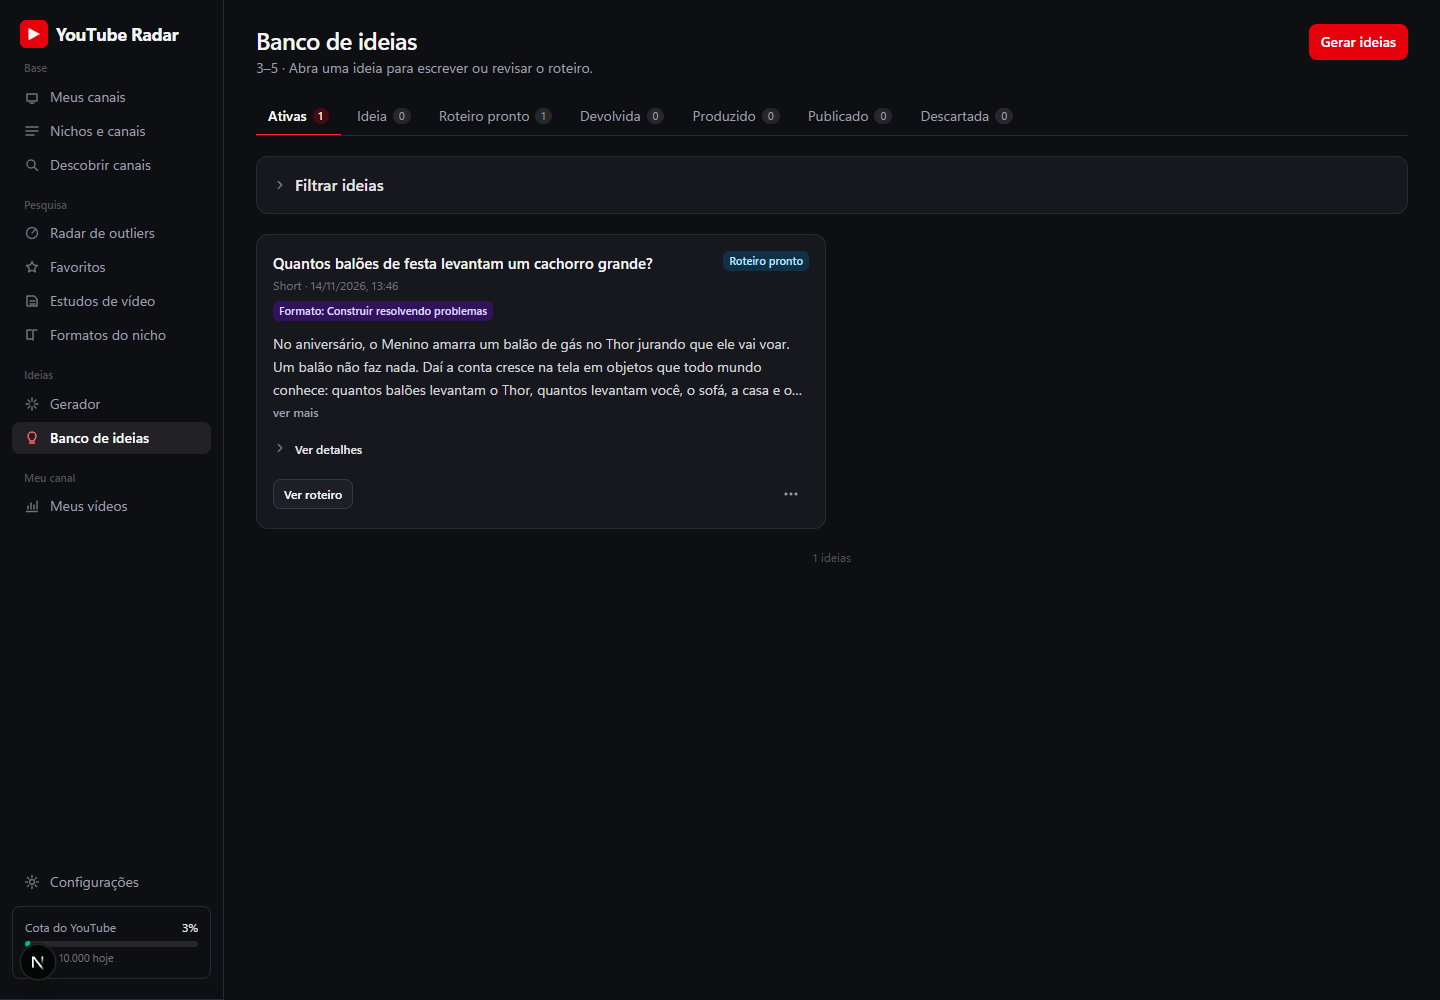 YouTube Radar
Base
Meus canais
Nichos e canais
Descobrir canais
Pesquisa
Radar de outliers
Favoritos
Estudos de vídeo
Formatos do nicho
Ideias
Gerador
Banco de ideias
Meu canal
Meus vídeos
Configurações
Cota do YouTube 3%
10.000 hoje
N
Banco de ideias
3–5 · Abra uma ideia para escrever ou revisar o roteiro.
Gerar ideias
Ativas 1 Ideia 0 Roteiro pronto 1 Devolvida 0 Produzido 0 Publicado 0 Descartada 0
Filtrar ideias
Quantos balões de festa levantam um cachorro grande?
Roteiro pronto
Short · 14/11/2026, 13:46
Formato: Construir resolvendo problemas
No aniversário, o Menino amarra um balão de gás no Thor jurando que ele vai voar.
Um balão não faz nada. Daí a conta cresce na tela em objetos que todo mundo
conhece: quantos balões levantam o Thor, quantos levantam você, o sofá, a casa e o…
ver mais
Ver detalhes
Ver roteiro
1 ideias